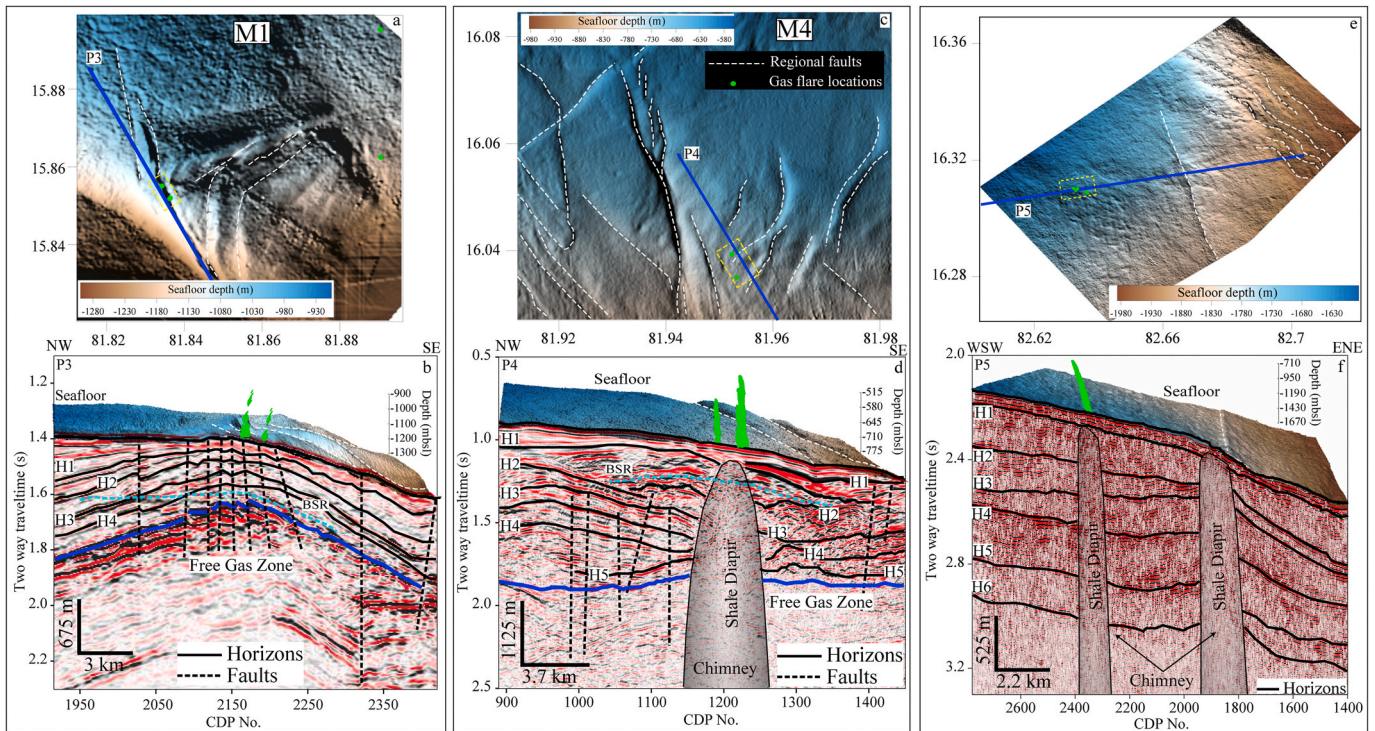 a
M1
P3
15.88
15.86
15.84
Seafloor depth (m)
-1280 -1230 -1180 -1130 -1080 -1030 -980 -930
81.82 81.84 81.86 81.88
NW SE
P3 b
Seafloor
Depth (mbsl)
-900
-1000
-1100
-1200
-1300
Two way traveltime (s)
1.2
1.4
1.6
1.8
2.0
2.2
H1
H2
H3
H4
BSR
Free Gas Zone
675 m
3 km
Horizons
Faults
1950 2050 2150 2250 2350
CDP No.
Seafloor depth (m)
-980 -930 -880 -830 -780 -730 -680 -630 -580
c
M4
Regional faults
Gas flare locations
P4
16.08
16.06
16.04
81.92 81.94 81.96 81.98
NW SE
P4 d
Seafloor
Depth (mbsl)
-515
-580
-645
-710
-775
Two way traveltime (s)
0.5
1.0
1.5
2.0
2.5
H1
H2
H3
H4
H5
BSR
H1
H2
H3
H4
H5
Shale Diapir
Chimney
Free Gas Zone
1125 m
3.7 km
Horizons
Faults
900 1000 1100 1200 1300 1400
CDP No.
e
16.36
16.32
16.28
P5
Seafloor depth (m)
-1980 -1930 -1880 -1830 -1780 -1730 -1680 -1630
82.62 82.66 82.7
WSW ENE
P5 f
Seafloor
Depth (mbsl)
-710
-950
-1190
-1430
-1670
Two way traveltime (s)
2.0
2.4
2.8
3.2
H1
H2
H3
H4
H5
H6
Shale Diapir
Shale Diapir
Chimney
525 m
2.2 km
Horizons
2600 2400 2200 2000 1800 1600 1400
CDP No.